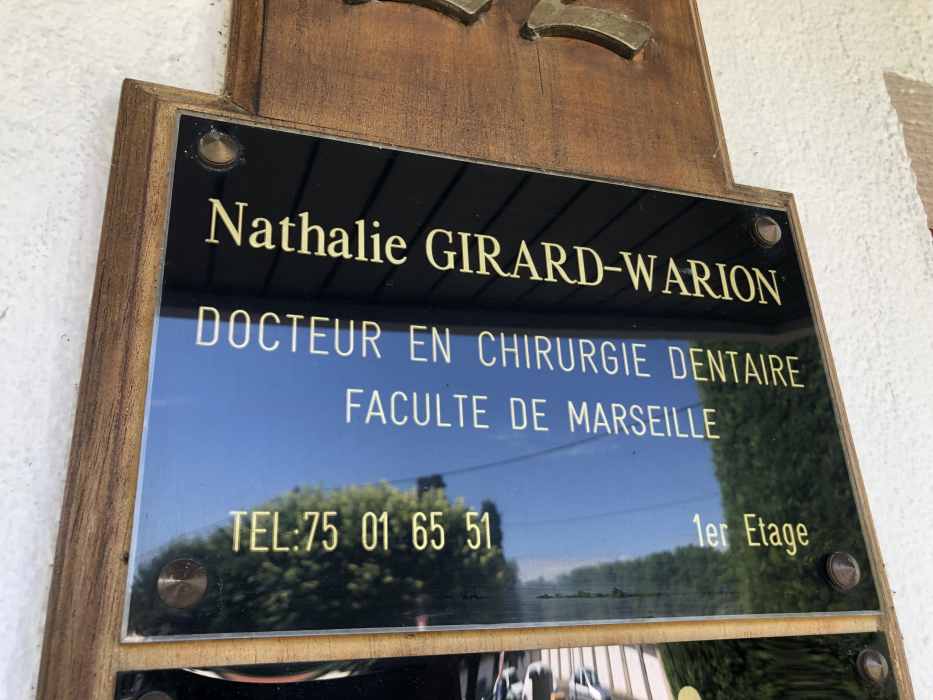 Nathalie GIRARD-WARION
DOCTEUR EN CHIRURGIE DENTAIRE
FACULTE DE MARSEILLE
TEL:75 01 65 51 1er Etage